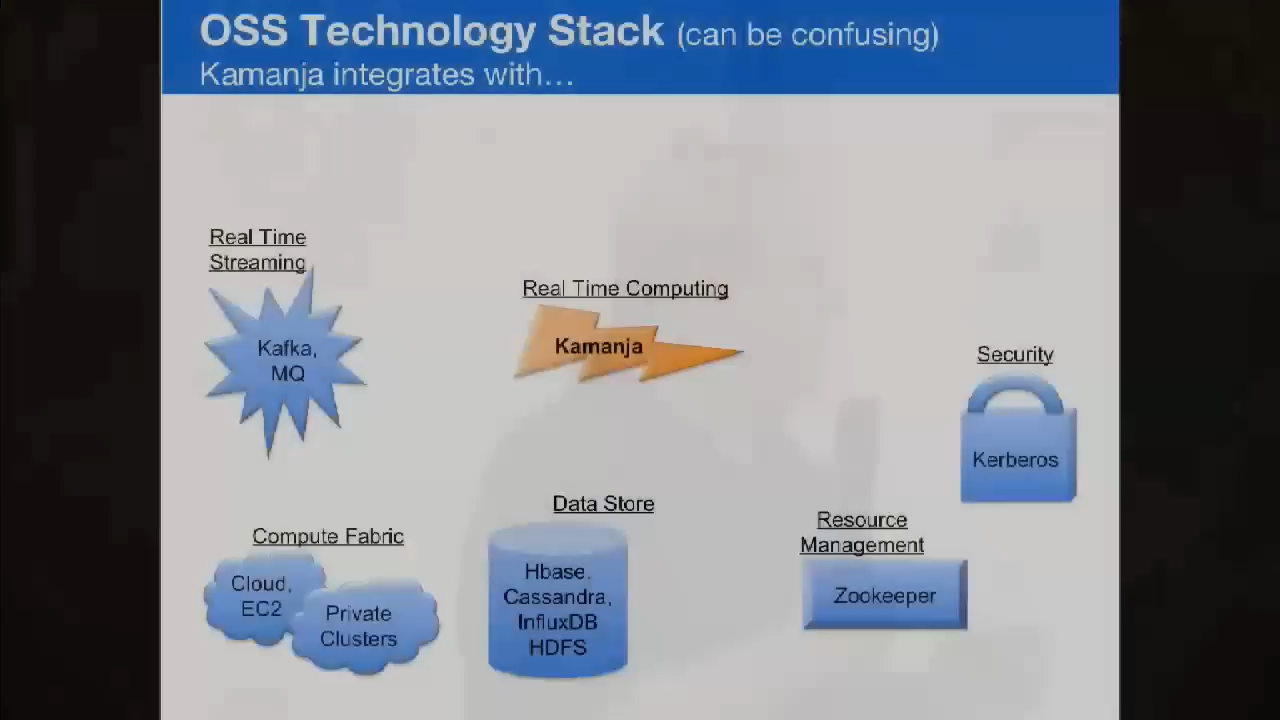 OSS Technology Stack (can be confusing)
Kamanja integrates with…
Real Time
Streaming
Kafka,
MQ
Real Time Computing
Kamanja
Security
Kerberos
Compute Fabric
Cloud,
EC2
Private
Clusters
Data Store
Hbase.
Cassandra,
InfluxDB
HDFS
Resource
Management
Zookeeper